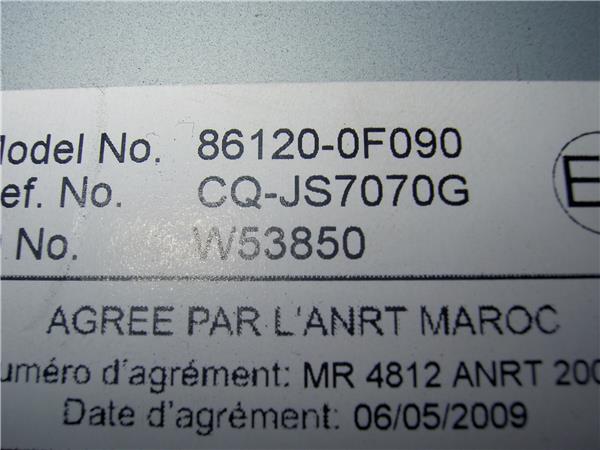 Model No. 86120-0F090
ef. No. CQ-JS7070G E
No. W53850
AGREE PAR L'ANRT MAROC
uméro d'agrément: MR 4812 ANRT 200
Date d'agrément: 06/05/2009